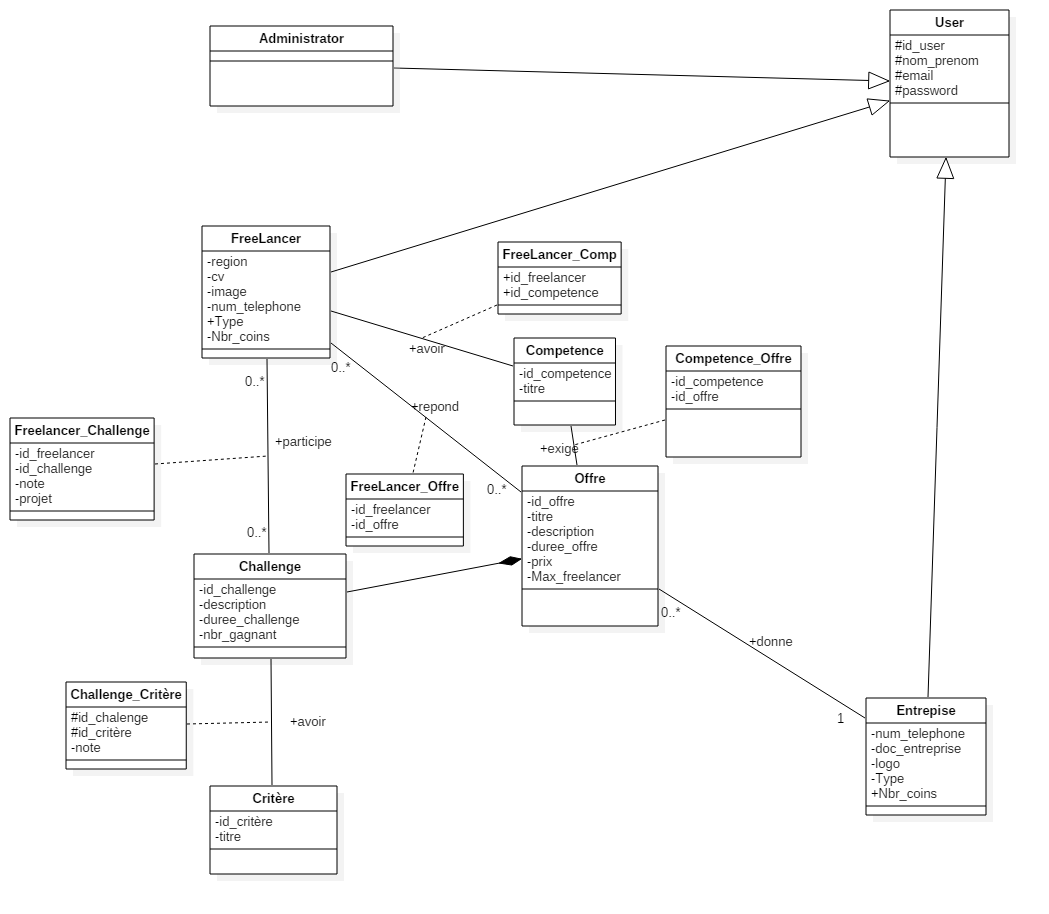 Administrator
User
#id_user
#nom_prenom
#email
#password
FreeLancer
-region
-cv
-image
-num_telephone
+Type
-Nbr_coins
FreeLancer_Comp
+id_freelancer
+id_competence
+avoir
0..*
0..*
Competence
-id_competence
-titre
Competence_Offre
-id_competence
-id_offre
+repond
+exige
+participe
Freelancer_Challenge
-id_freelancer
-id_challenge
-note
-projet
FreeLancer_Offre
-id_freelancer
-id_offre
0..*
0..*
Offre
-id_offre
-titre
-description
-duree_offre
-prix
-Max_freelancer
Challenge
-id_challenge
-description
-duree_challenge
-nbr_gagnant
0..*
+donne
1
Challenge_Critère
#id_chalenge
#id_critère
-note
+avoir
Entrepise
-num_telephone
-doc_entreprise
-logo
-Type
+Nbr_coins
Critère
-id_critère
-titre